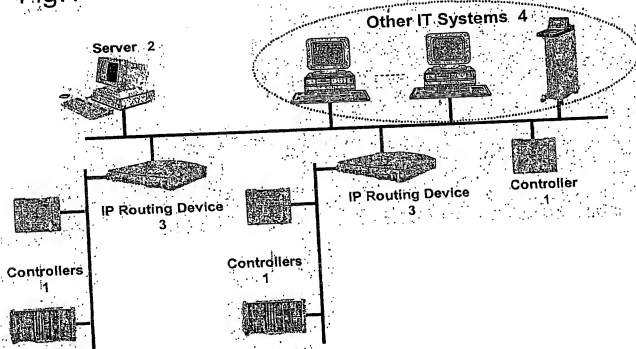 Other IT Systems 4
Server 2
IP Routing Device
3
IP Routing Device
3
Controller
1
Controllers
1
Controllers
1